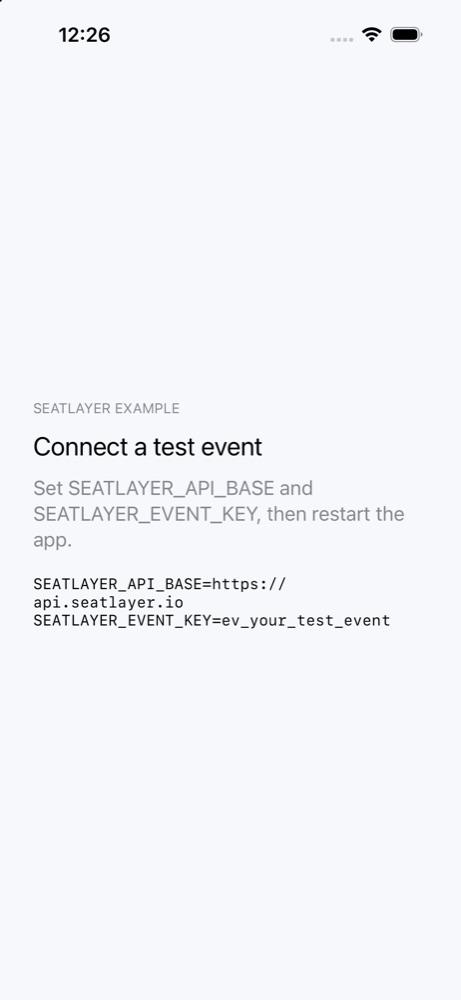 12:26
SEATLAYER EXAMPLE
Connect a test event
Set SEATLAYER_API_BASE and
SEATLAYER_EVENT_KEY, then restart the
app.
SEATLAYER_API_BASE=https://
api.seatlayer.io
SEATLAYER_EVENT_KEY=ev_your_test_event